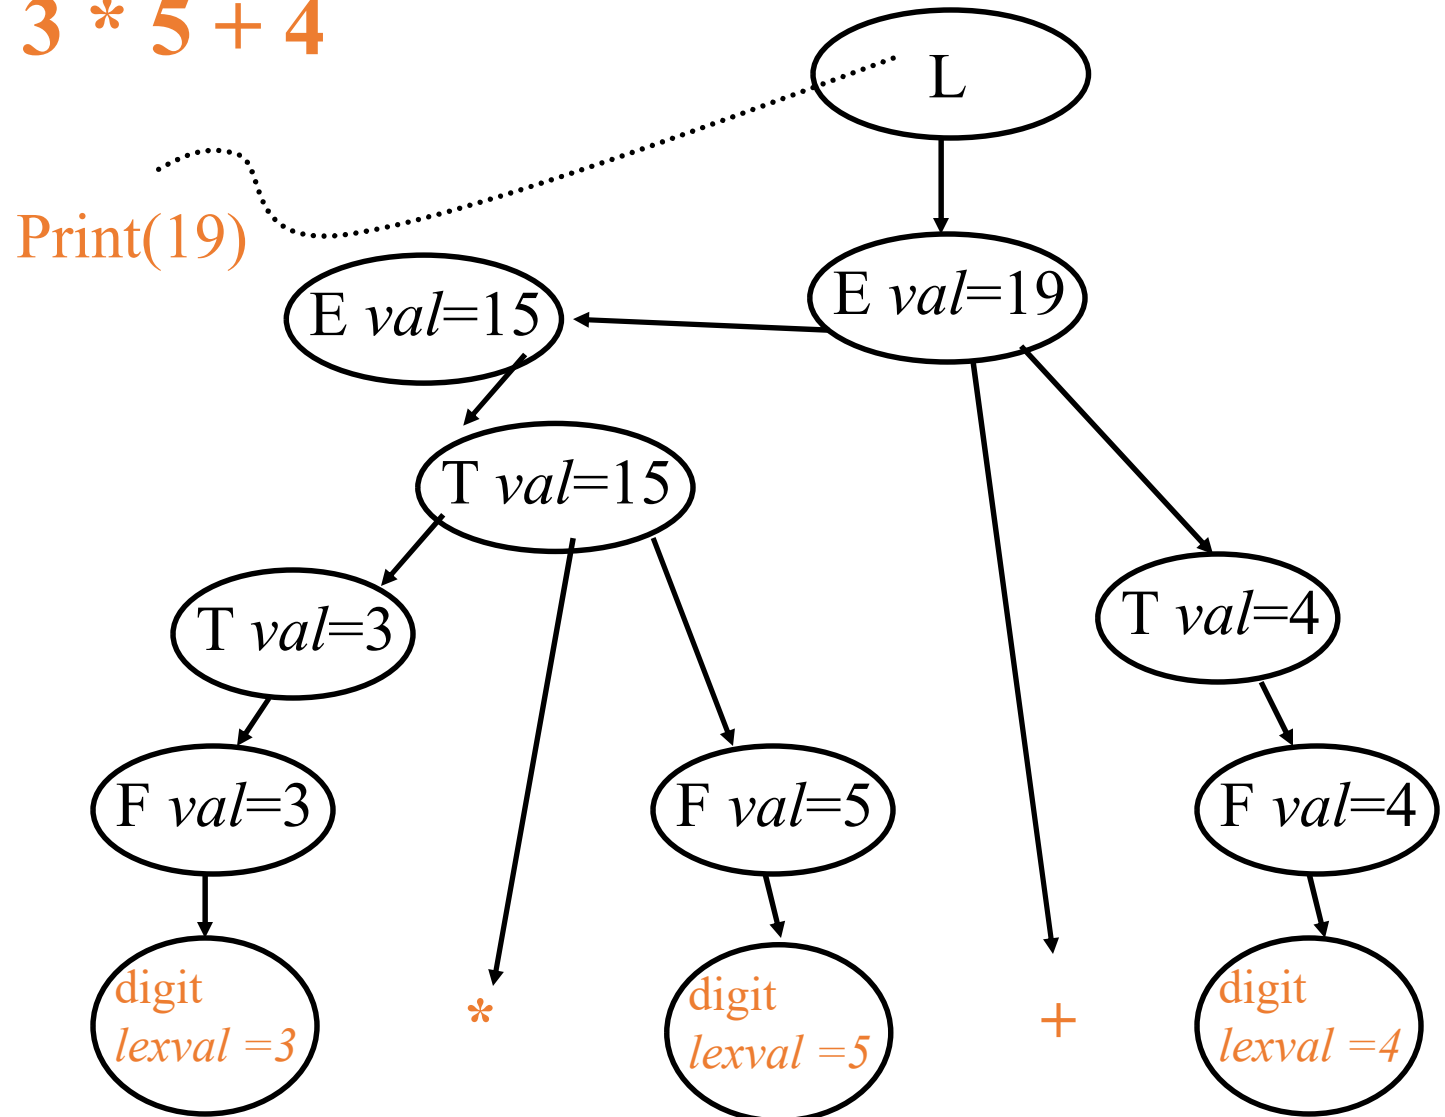 3 * 5 + 4
L
Print(19)
E val=15
E val=19
T val=15
T val=3
T val=4
F val=3
F val=5
F val=4
digit
lexval =3
*
digit
lexval =5
+
digit
lexval =4